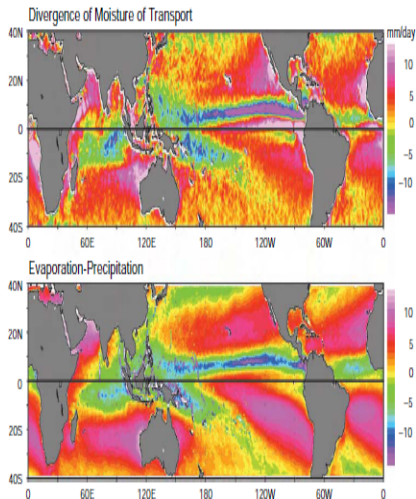 Divergence of Moisture of Transport
mm/day
40N
20N
0
20S
40S
10
5
0
-5
-10
0 60E 120E 180 120W 60W 0
Evaporation-Precipitation
40N
20N
0
20S
40S
10
5
0
-5
-10
0 60E 120E 180 120W 60W 0